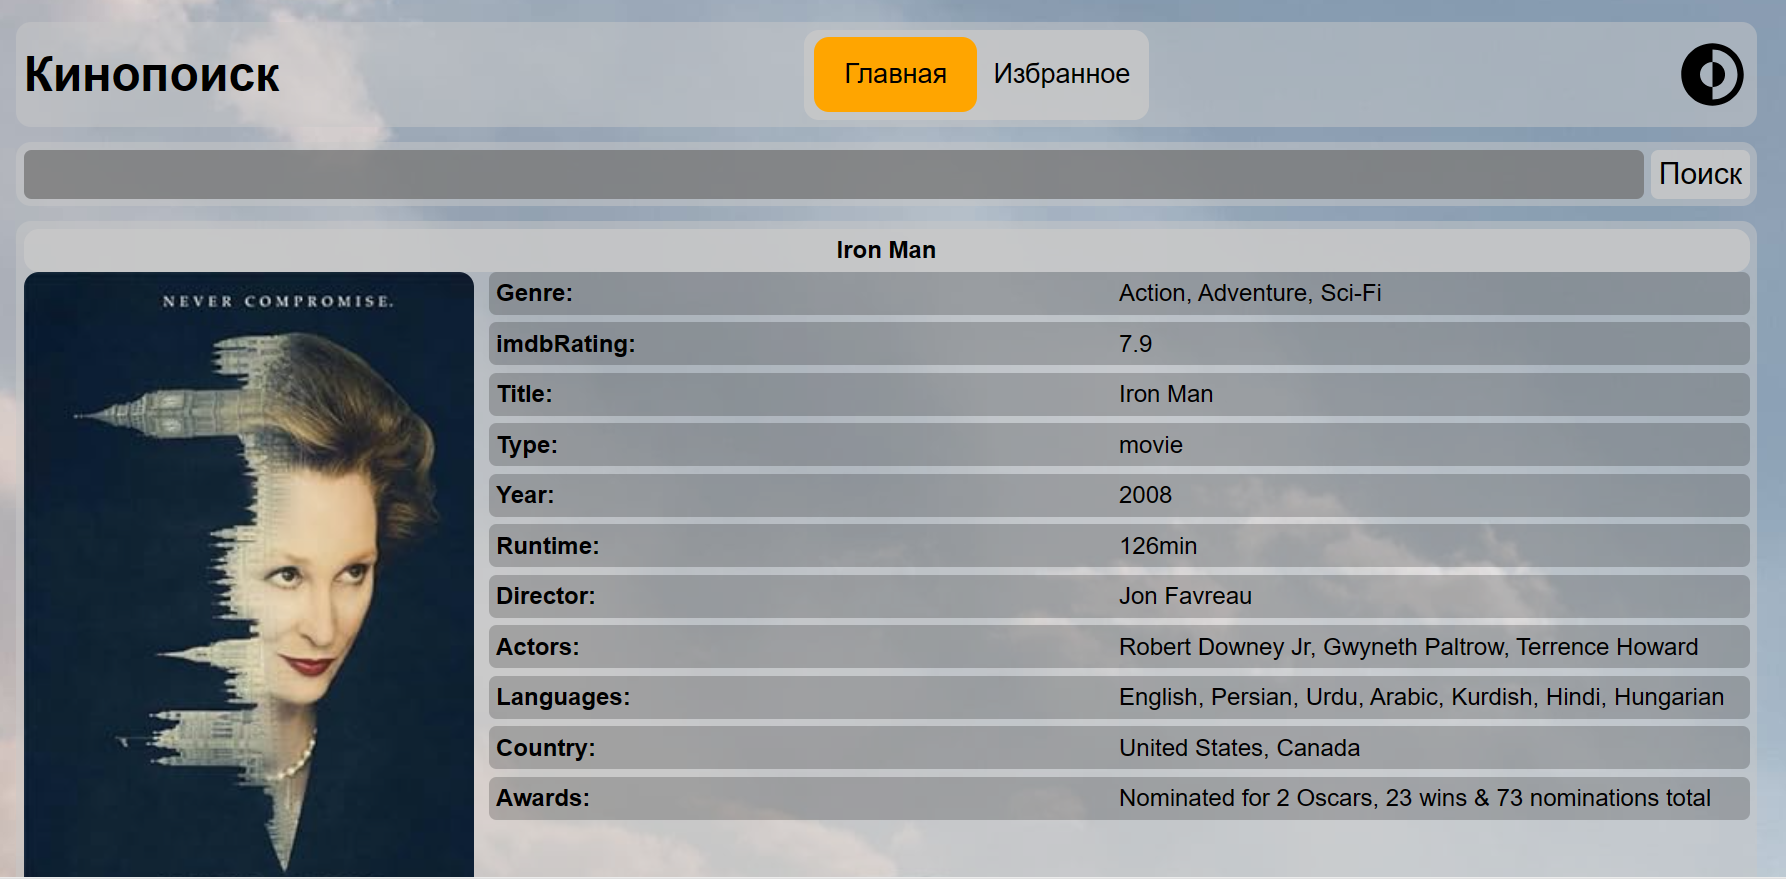 Кинопоиск
Главная Избранное
Поиск
Iron Man
NEVER COMPROMISE.
Genre: Action, Adventure, Sci-Fi
imdbRating: 7.9
Title: Iron Man
Type: movie
Year: 2008
Runtime: 126min
Director: Jon Favreau
Actors: Robert Downey Jr, Gwyneth Paltrow, Terrence Howard
Languages: English, Persian, Urdu, Arabic, Kurdish, Hindi, Hungarian
Country: United States, Canada
Awards: Nominated for 2 Oscars, 23 wins & 73 nominations total